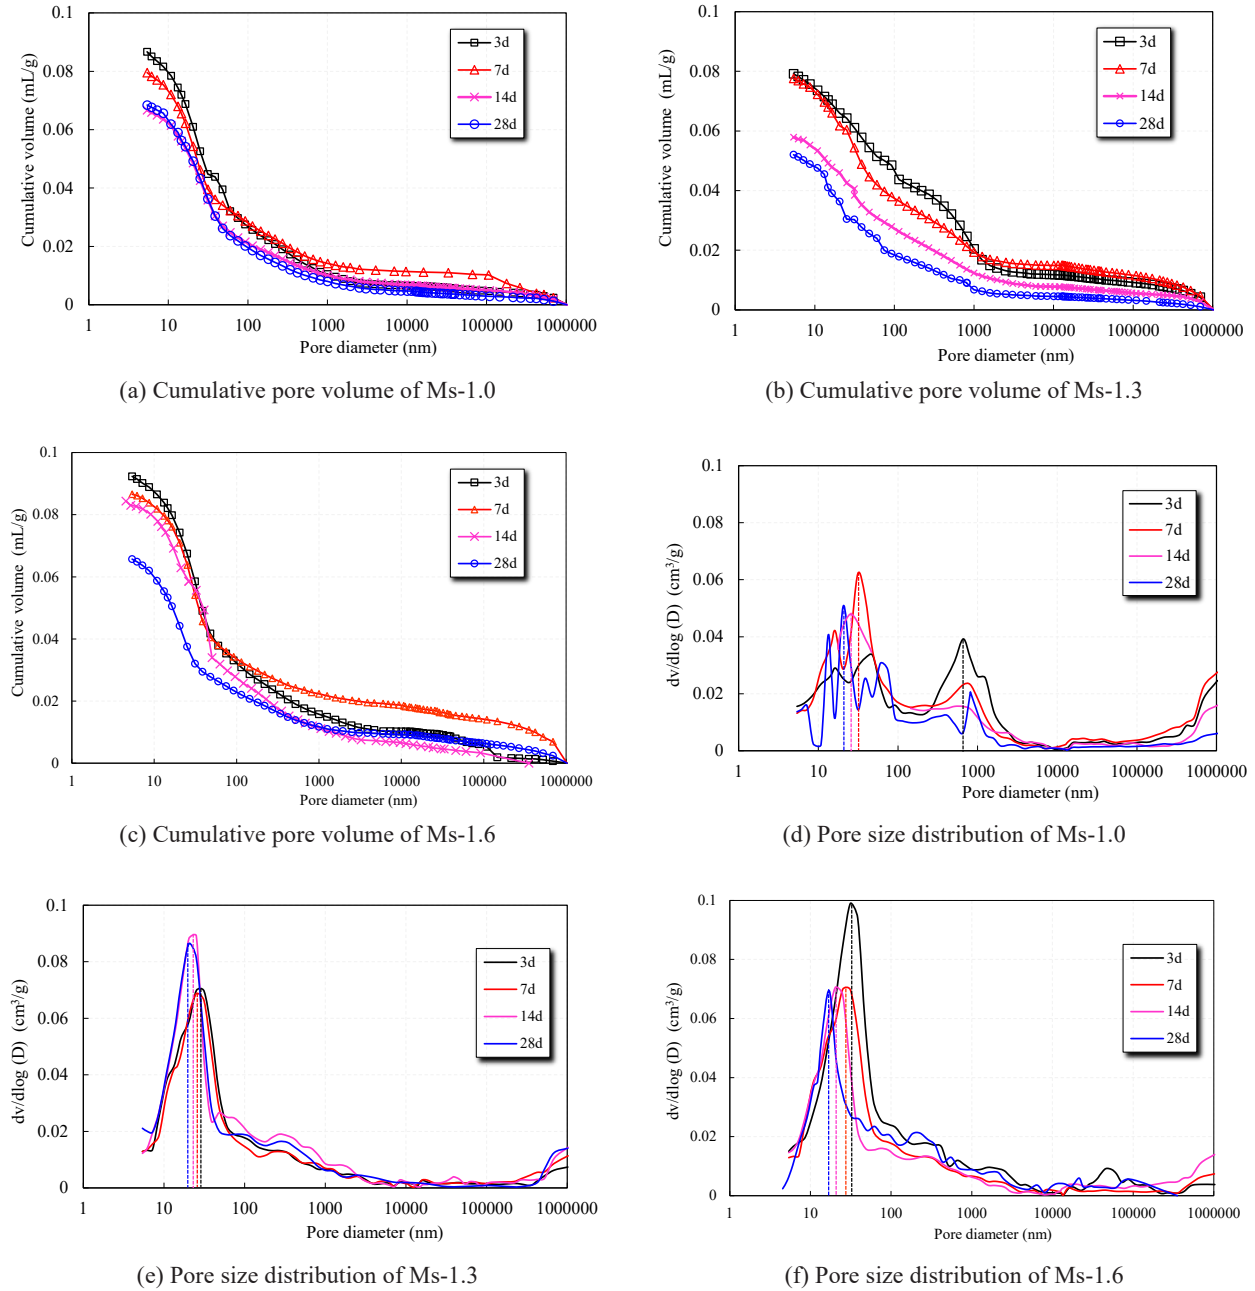 0.1
0.08
0.06
0.04
0.02
0
1 10 100 1000 10000 100000 1000000
Cumulative volume (mL/g)
Pore diameter (nm)
3d
7d
14d
28d
(a) Cumulative pore volume of Ms-1.0
0.1
0.08
0.06
0.04
0.02
0
1 10 100 1000 10000 100000 1000000
Cumulative volume (mL/g)
Pore diameter (nm)
3d
7d
14d
28d
(b) Cumulative pore volume of Ms-1.3
0.1
0.08
0.06
0.04
0.02
0
1 10 100 1000 10000 100000 1000000
Cumulative volume (mL/g)
Pore diameter (nm)
3d
7d
14d
28d
(c) Cumulative pore volume of Ms-1.6
0.1
0.08
0.06
0.04
0.02
0
1 10 100 1000 10000 100000 1000000
dv/dlog (D) (cm³/g)
Pore diameter (nm)
3d
7d
14d
28d
(d) Pore size distribution of Ms-1.0
0.1
0.08
0.06
0.04
0.02
0
1 10 100 1000 10000 100000 1000000
dv/dlog (D) (cm³/g)
Pore diameter (nm)
3d
7d
14d
28d
(e) Pore size distribution of Ms-1.3
0.1
0.08
0.06
0.04
0.02
0
1 10 100 1000 10000 100000 1000000
dv/dlog (D) (cm³/g)
Pore diameter (nm)
3d
7d
14d
28d
(f) Pore size distribution of Ms-1.6